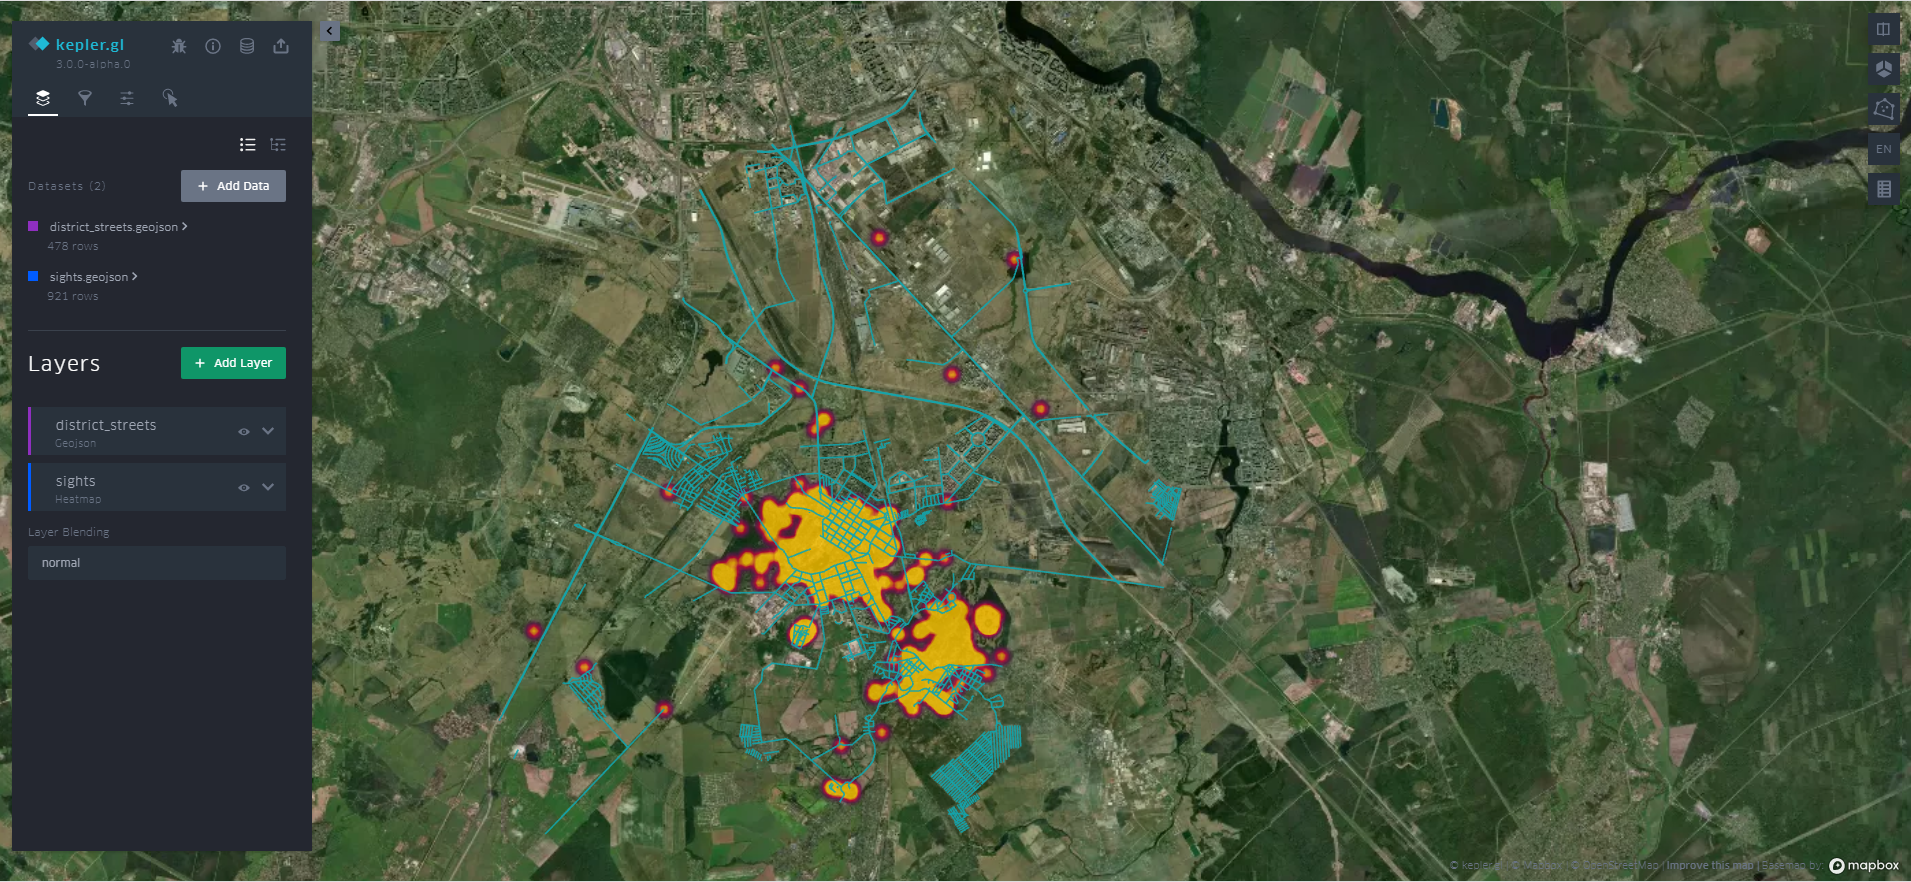 kepler.gl
3.0.0-alpha.0
Datasets (2)
+ Add Data
district_streets.geojson
478 rows
sights.geojson
921 rows
Layers
+ Add Layer
district_streets
Geojson
sights
Heatmap
Layer Blending
normal
EN
© kepler.gl | © Mapbox | © OpenStreetMap | Improve this map | Basemap by: mapbox